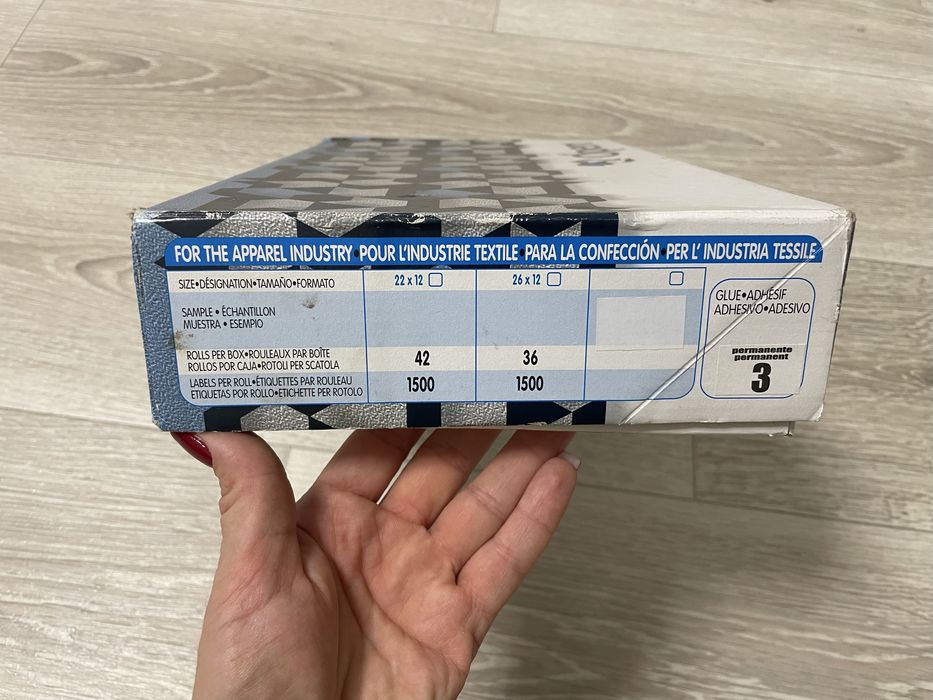 FOR THE APPAREL INDUSTRY•POUR L'INDUSTRIE TEXTILE•PARA LA CONFECCIÓN•PER L' INDUSTRIA TESSILE
SIZE•DÉSIGNATION•TAMAÑO•FORMATO 22 x 12 26 x 12
SAMPLE • ÉCHANTILLON
MUESTRA • ESEMPIO
ROLLS PER BOX•ROULEAUX PAR BOÎTE
ROLLOS POR CAJA•ROTOLI PER SCATOLA
42 36
LABELS PER ROLL•ÉTIQUETTES PAR ROULEAU
ETIQUETAS POR ROLLO•ETICHETTE PER ROTOLO
1500 1500
GLUE•ADHÉSIF
ADHESIVO•ADESIVO
permanente
permanent
3